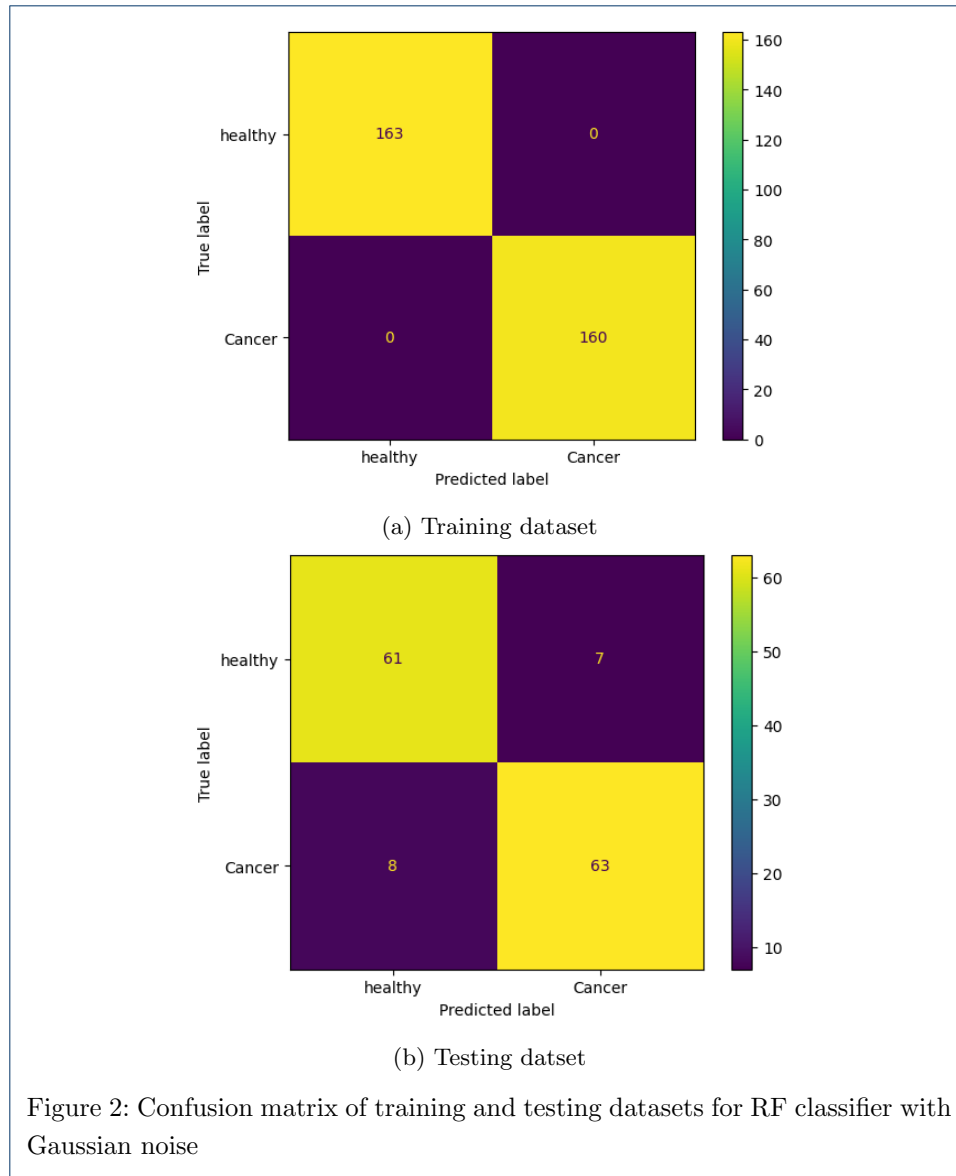 160
healthy
163
0
140
120
100
True label
80
60
Cancer
0
160
40
20
0
healthy
Cancer
Predicted label
(a) Training dataset
60
healthy
61
7
50
40
True label
30
Cancer
8
63
20
10
healthy
Cancer
Predicted label
(b) Testing datset
Figure 2: Confusion matrix of training and testing datasets for RF classifier with
Gaussian noise